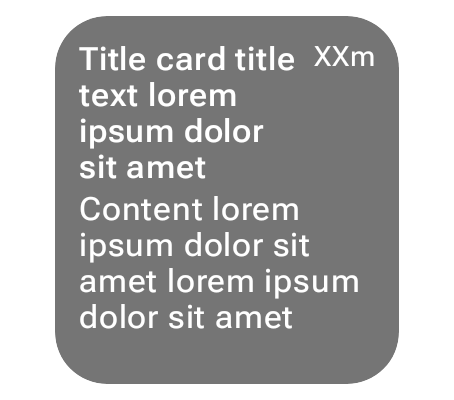 Title card title XXm
text lorem
ipsum dolor
sit amet
Content lorem
ipsum dolor sit
amet lorem ipsum
dolor sit amet